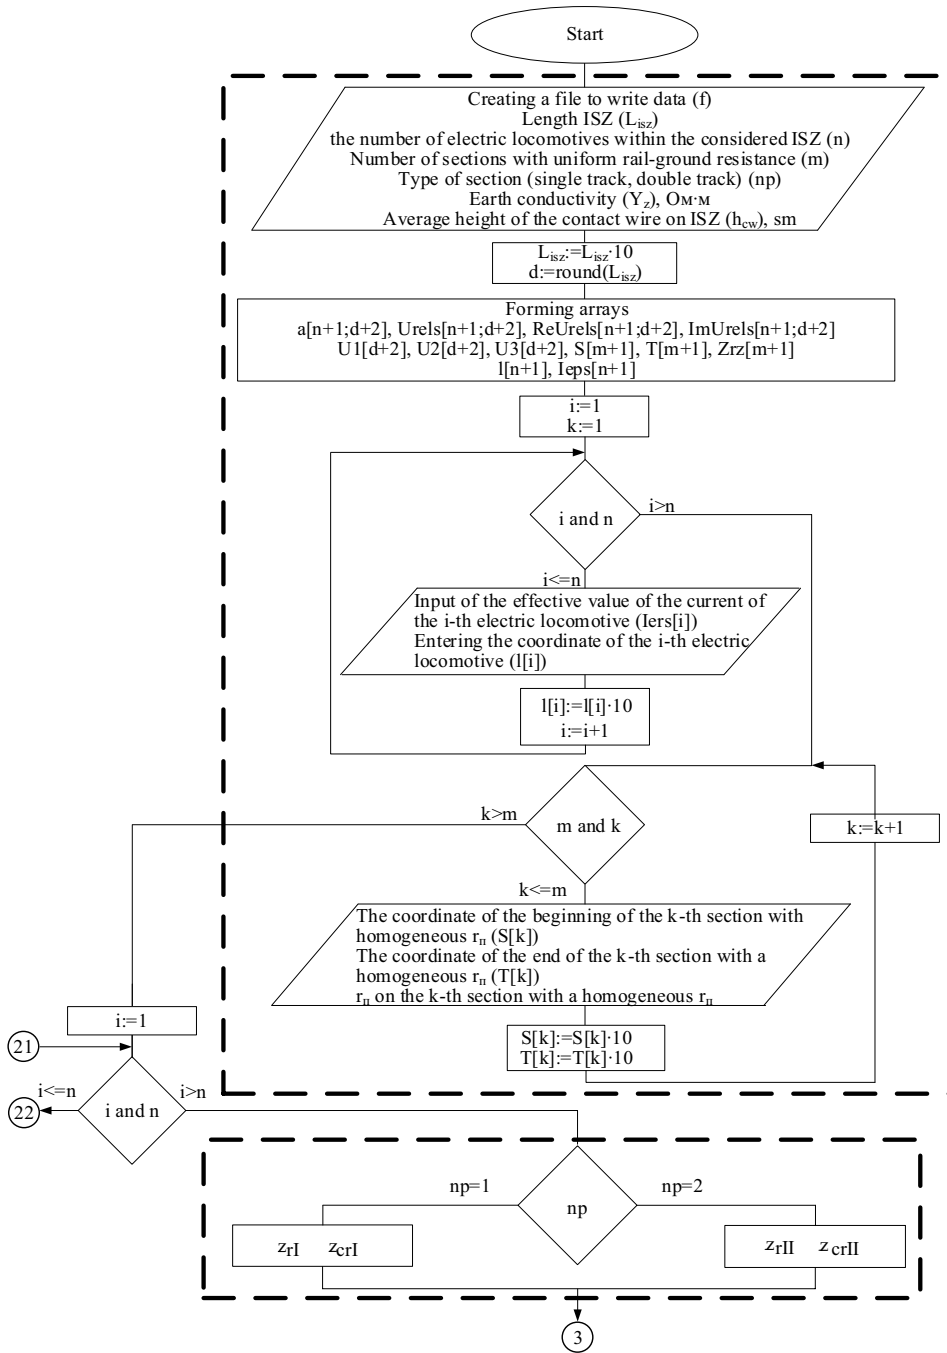 Start
Creating a file to write data (f)
Length ISZ (Lisz)
the number of electric locomotives within the considered ISZ (n)
Number of sections with uniform rail-ground resistance (m)
Type of section (single track, double track) (np)
Earth conductivity (Yz), Ом·м
Average height of the contact wire on ISZ (hcw), sm
Lisz:=Lisz·10
d:=round(Lisz)
Forming arrays
a[n+1;d+2], Urels[n+1;d+2], ReUrels[n+1;d+2], ImUrels[n+1;d+2]
U1[d+2], U2[d+2], U3[d+2], S[m+1], T[m+1], Zrz[m+1]
l[n+1], Ieps[n+1]
i:=1
k:=1
i and n
i>n
i<=n
Input of the effective value of the current of
the i-th electric locomotive (Iers[i])
Entering the coordinate of the i-th electric
locomotive (l[i])
l[i]:=l[i]·10
i:=i+1
k>m
m and k
k:=k+1
k<=m
The coordinate of the beginning of the k-th section with
homogeneous rп (S[k])
The coordinate of the end of the k-th section with a
homogeneous rп (T[k])
rп on the k-th section with a homogeneous rп
S[k]:=S[k]·10
T[k]:=T[k]·10
i:=1
21
i<=n
i>n
22
i and n
np=1
np=2
np
zrI zcrI
zrII zcrII
3